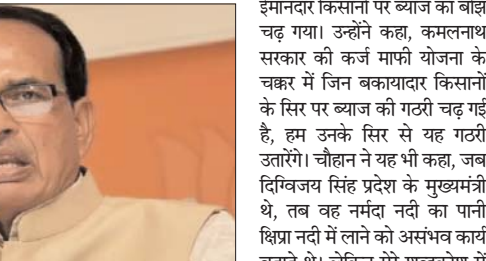 ईमानदार किसानों पर ब्याज का बोझ
चढ़ गया। उन्होंने कहा, कमलनाथ
सरकार की कर्ज माफी योजना के
चक्कर में जिन बकायादार किसानों
के सिर पर ब्याज की गठरी चढ़ गई
है, हम उनके सिर से यह गठरी
उतारेंगे। चौहान ने यह भी कहा, जब
दिग्विजय सिंह प्रदेश के मुख्यमंत्री
थे, तब वह नर्मदा नदी का पानी
क्षिप्रा नदी में लाने को असंभव कार्य